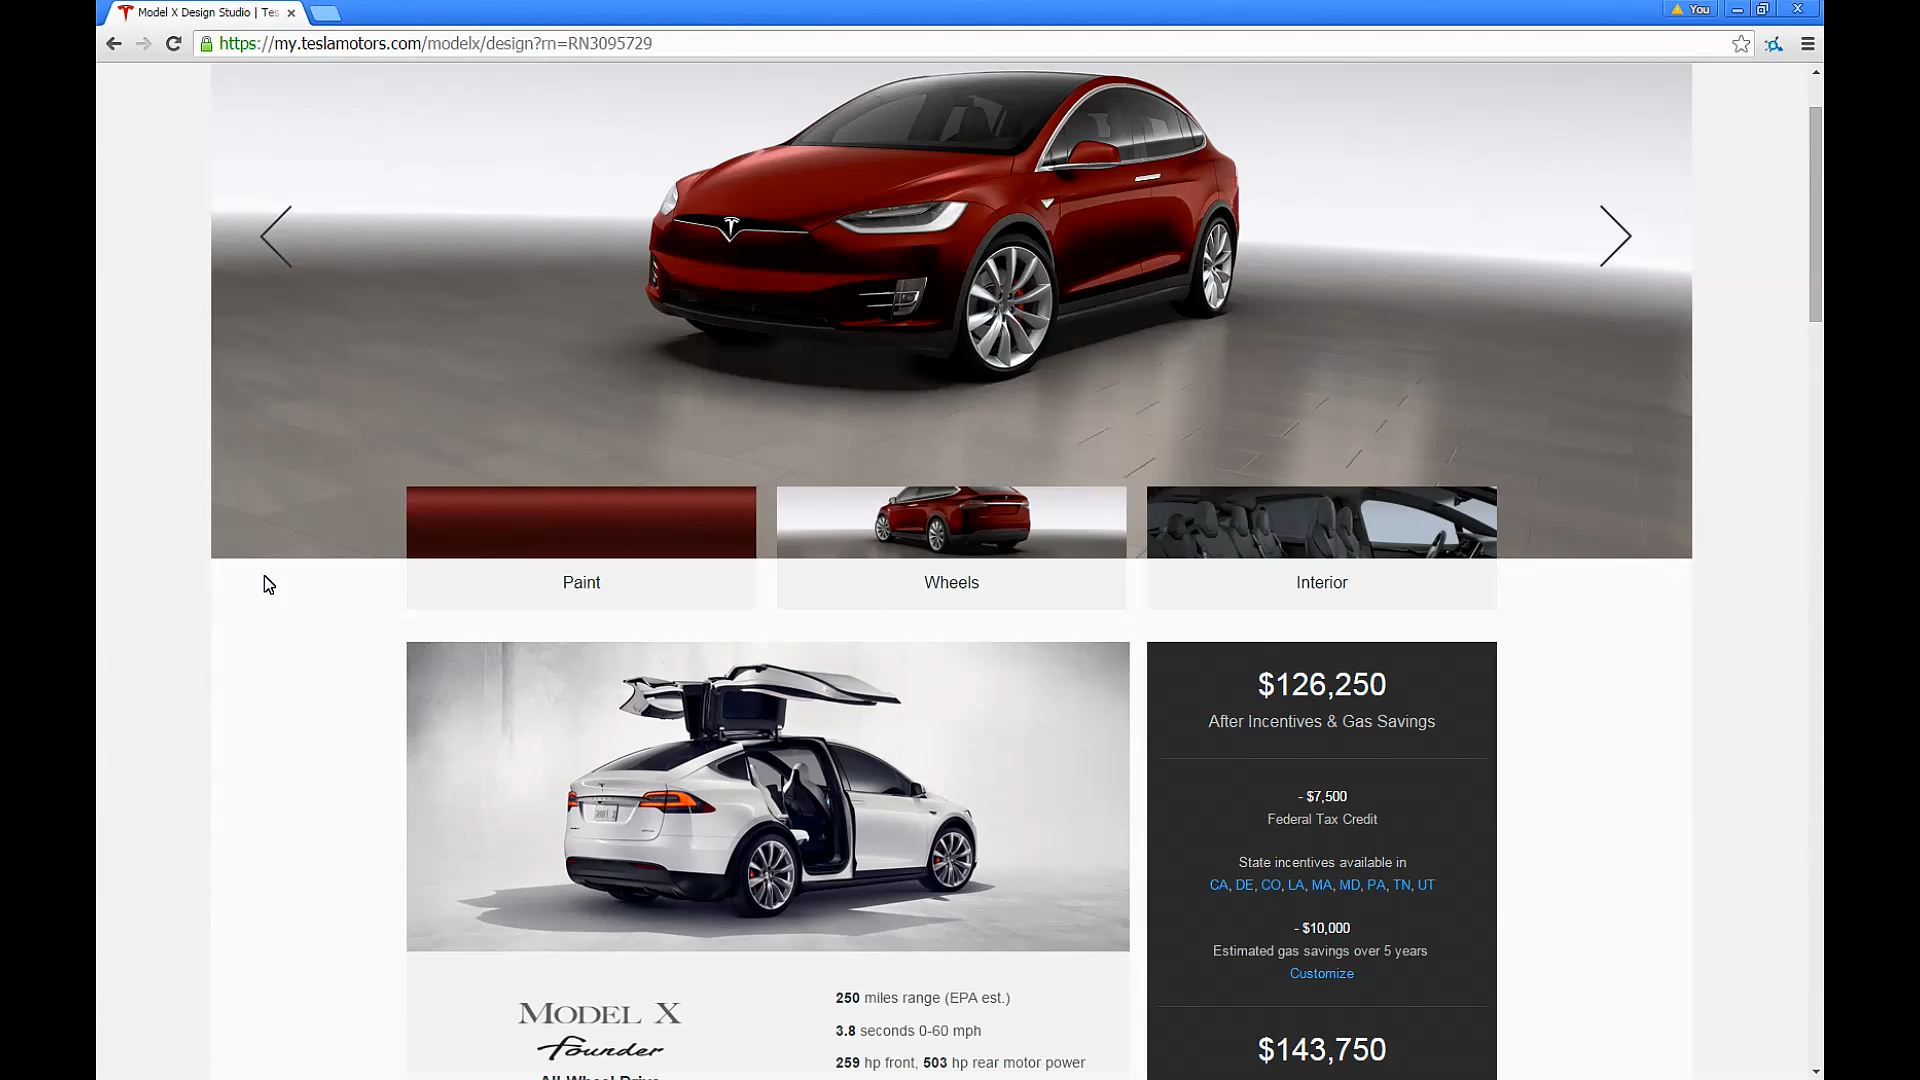 Model X Design Studio | Tes
You
https://my.teslamotors.com/modelx/design?rn=RN3095729
Paint
Wheels
Interior
$126,250
After Incentives & Gas Savings
- $7,500
Federal Tax Credit
State incentives available in
CA, DE, CO, LA, MA, MD, PA, TN, UT
- $10,000
Estimated gas savings over 5 years
Customize
$143,750
MODEL X
Founder
All-Wheel Drive
250 miles range (EPA est.)
3.8 seconds 0-60 mph
259 hp front, 503 hp rear motor power